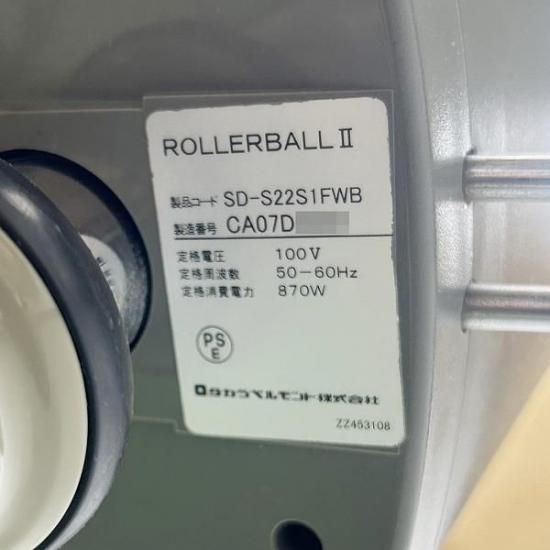 ROLLERBALL II
製品コード SD-S22S1FWB
製造番号 CA07D
定格電圧 100V
定格周波数 50-60Hz
定格消費電力 870W
PS
E
タカラベルモント株式会社
ZZ453108